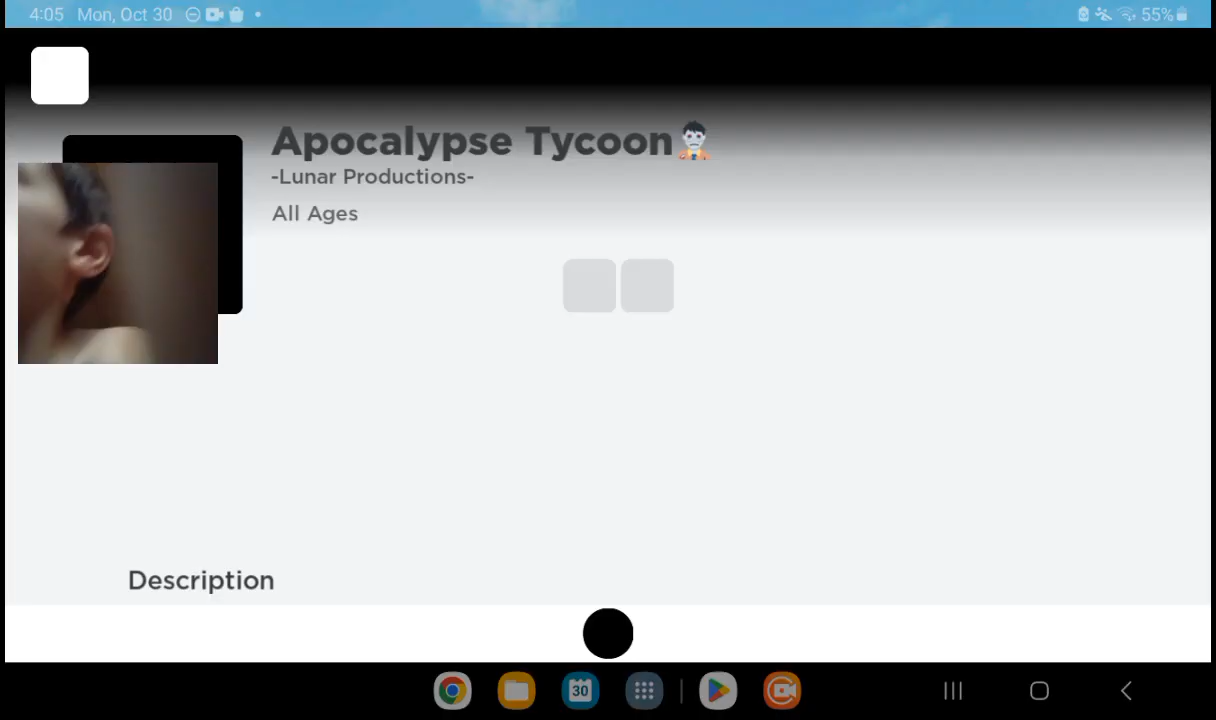 4:05 Mon, Oct 30
55%
Apocalypse Tycoon
-Lunar Productions-
All Ages
Description
30